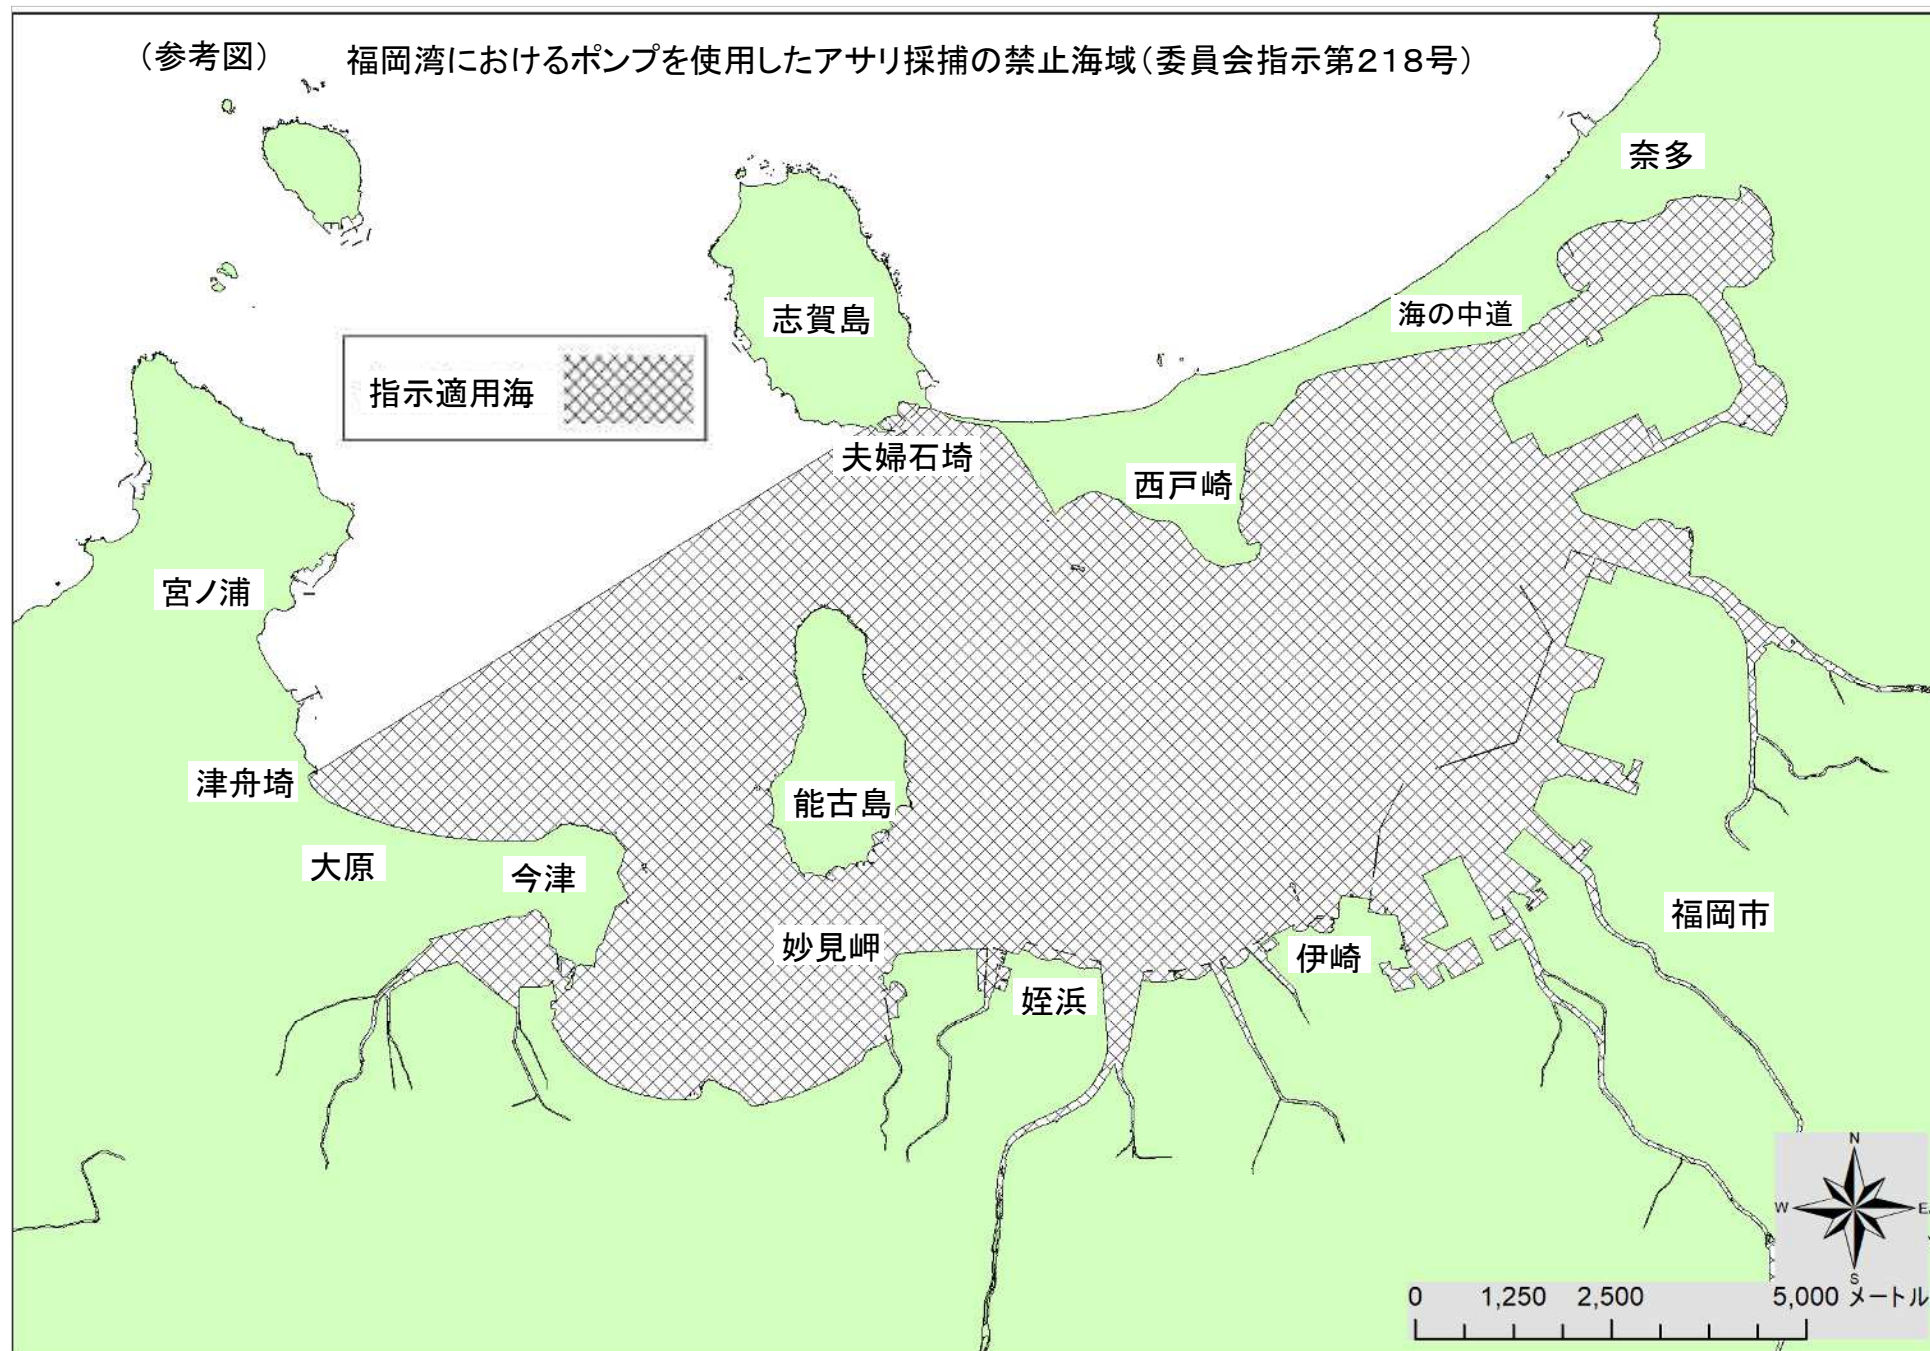 （参考図）　福岡湾におけるポンプを使用したアサリ採捕の禁止海域（委員会指示第218号）
奈多
海の中道
志賀島
指示適用海
夫婦石埼
西戸崎
宮ノ浦
津舟埼
能古島
大原
今津
福岡市
妙見岬
伊崎
姪浜
N
W
E
S
0 1,250 2,500 5,000 メートル